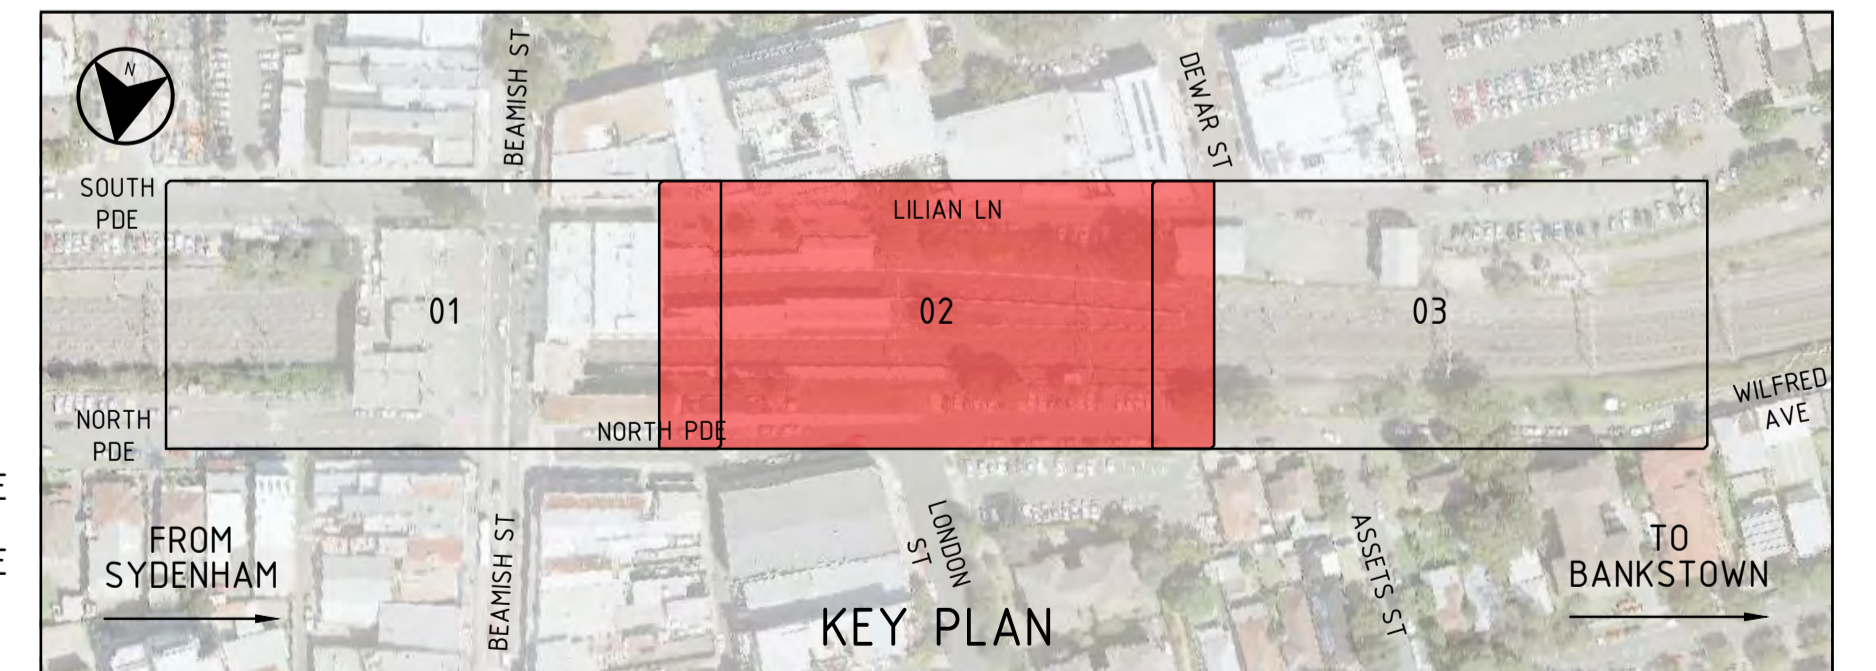 N
BEAMISH ST
DEWAR ST
SOUTH
PDE
LILIAN LN
01
02
03
NORTH
PDE
NORTH PDE
WILFRED
AVE
E
E
FROM
SYDENHAM
BEAMISH ST
LONDON
ST
ASSETS ST
TO
BANKSTOWN
KEY PLAN